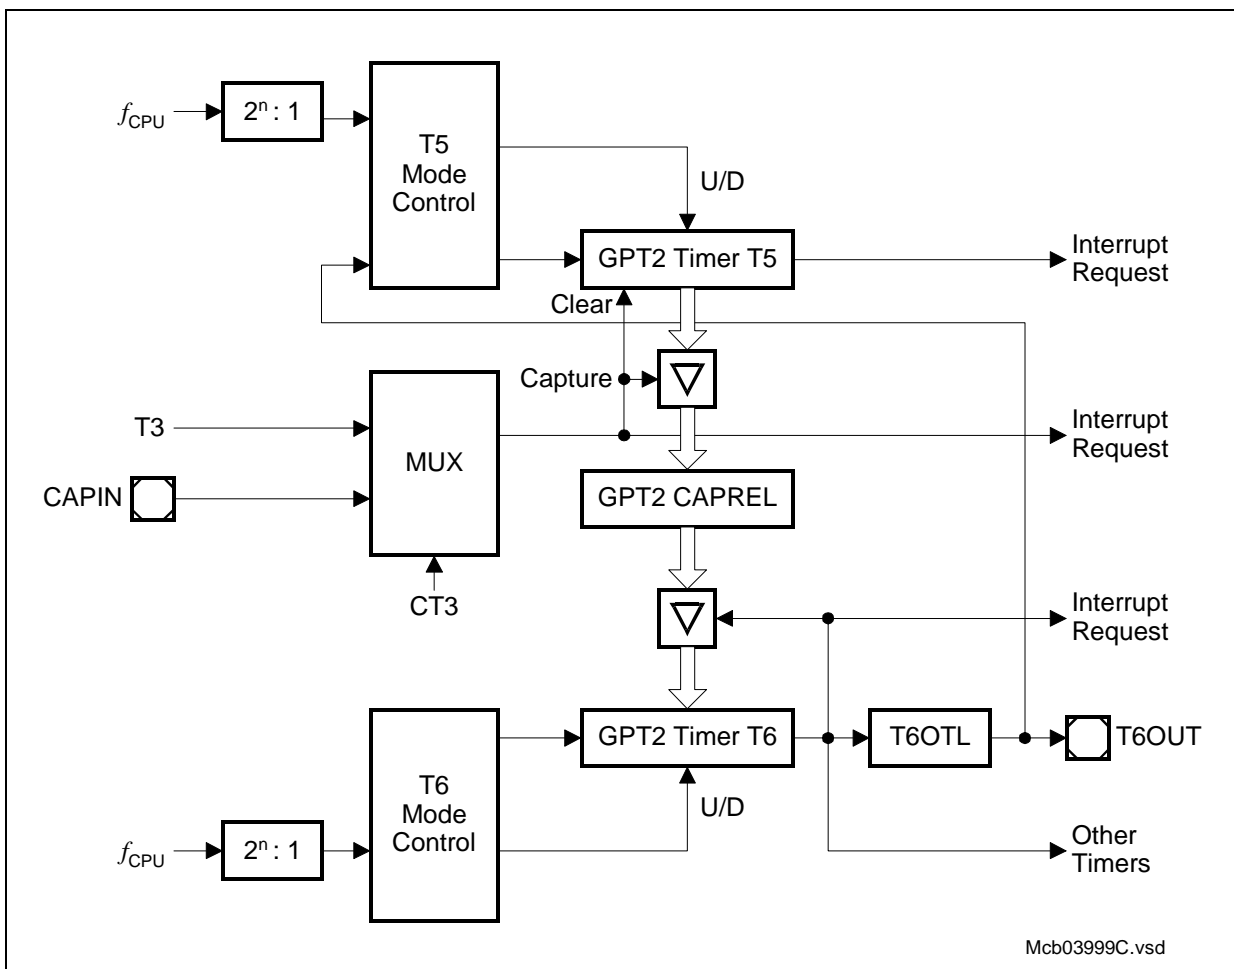 fCPU
2ⁿ : 1
T5
Mode
Control
U/D
GPT2 Timer T5
Interrupt
Request
Clear
Capture
T3
CAPIN
MUX
CT3
Interrupt
Request
GPT2 CAPREL
Interrupt
Request
GPT2 Timer T6
T6OTL
T6OUT
T6
Mode
Control
U/D
fCPU
2ⁿ : 1
Other
Timers
Mcb03999C.vsd